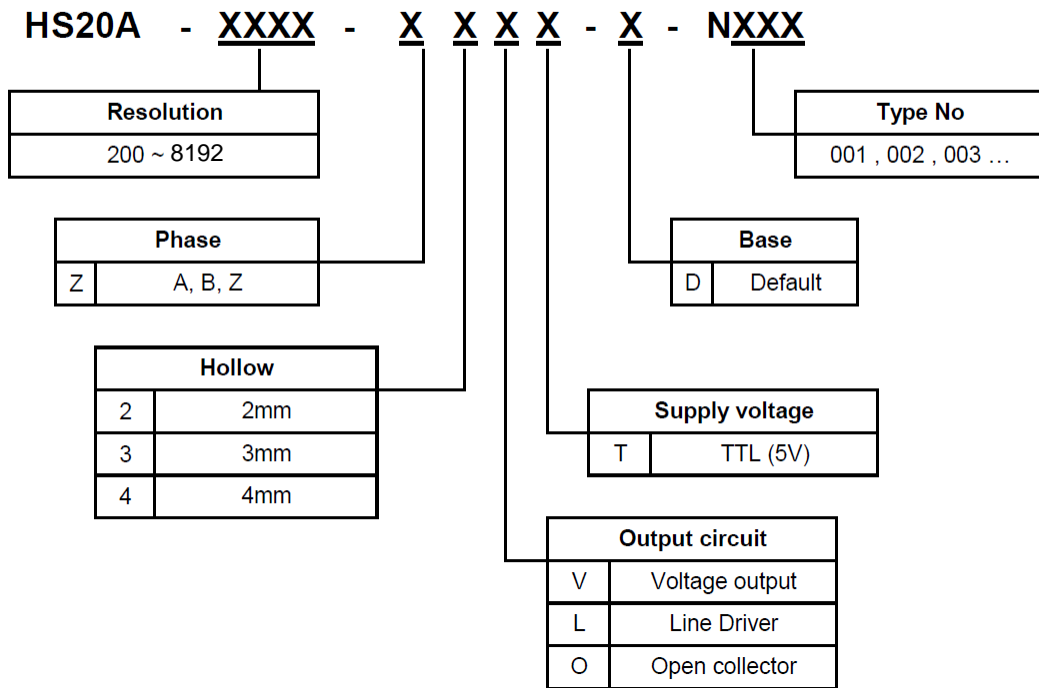 HS20A - XXXX - X X X X - X - NXXX
Resolution
200 ~ 8192
Type No
001 , 002 , 003 ...
Phase
Z A, B, Z
Base
D Default
Hollow
2 2mm
3 3mm
4 4mm
Supply voltage
T TTL (5V)
Output circuit
V Voltage output
L Line Driver
O Open collector